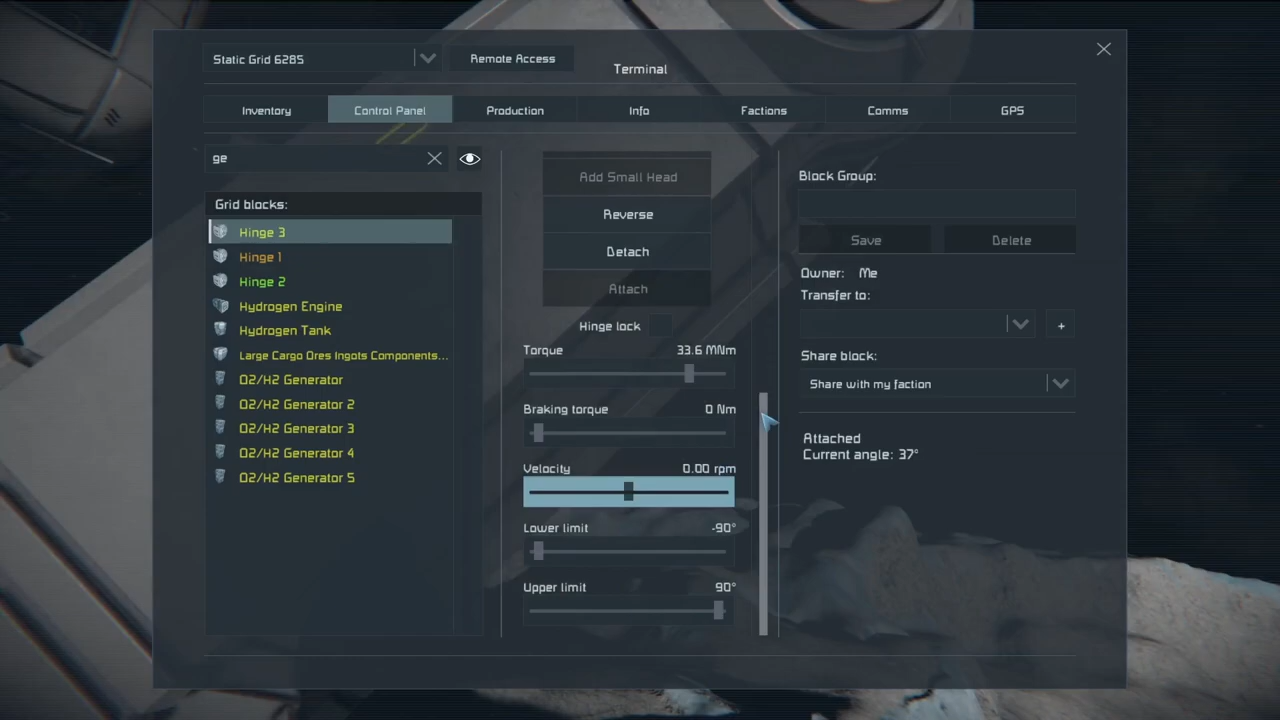 Static Grid 6285
Remote Access
Terminal
Inventory
Control Panel
Production
Info
Factions
Comms
GPS
ge
Grid blocks:
Hinge 3
Hinge 1
Hinge 2
Hydrogen Engine
Hydrogen Tank
Large Cargo Ores Ingots Components...
O2/H2 Generator
O2/H2 Generator 2
O2/H2 Generator 3
O2/H2 Generator 4
O2/H2 Generator 5
Add Small Head
Reverse
Detach
Attach
Hinge lock
Torque 33.6 MNm
Braking torque 0 Nm
Velocity 0.00 rpm
Lower limit -90°
Upper limit 90°
Block Group:
Save
Delete
Owner: Me
Transfer to:
+
Share block:
Share with my faction
Attached
Current angle: 37°